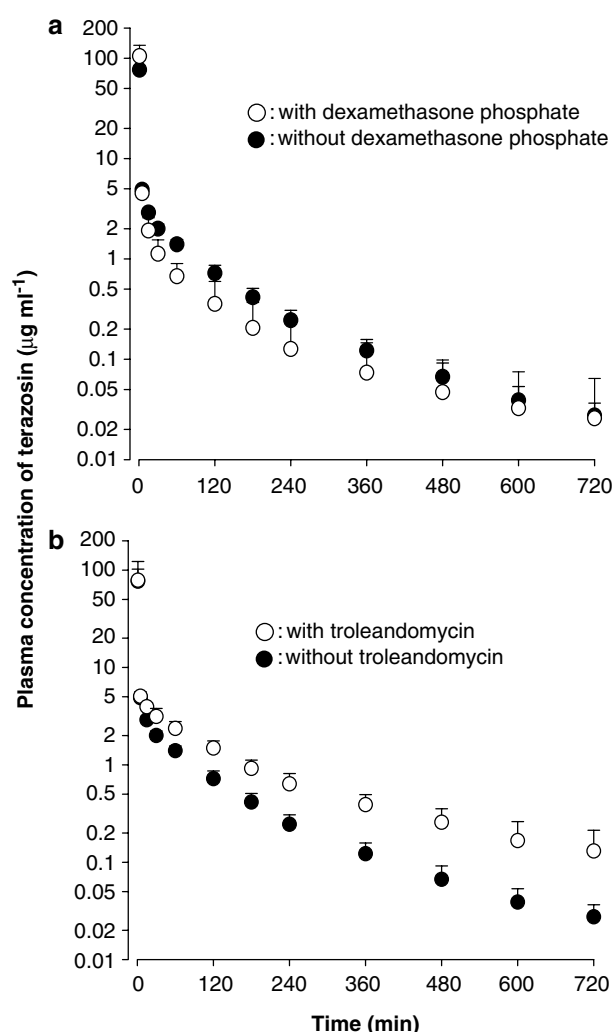 Plasma concentration of terazosin (μg ml⁻¹)
a
200
100
50
20
10
5
2
1
0.5
0.2
0.1
0.05
0.02
0.01
: with dexamethasone phosphate
: without dexamethasone phosphate
0 120 240 360 480 600 720
b
200
100
50
20
10
5
2
1
0.5
0.2
0.1
0.05
0.02
0.01
: with troleandomycin
: without troleandomycin
0 120 240 360 480 600 720
Time (min)